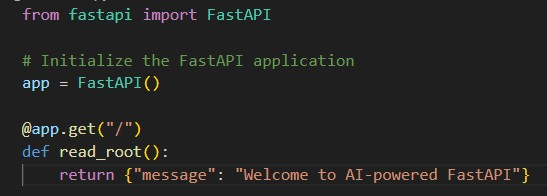 from fastapi import FastAPI
# Initialize the FastAPI application
app = FastAPI()
@app.get("/")
def read_root():
    return {"message": "Welcome to AI-powered FastAPI"}